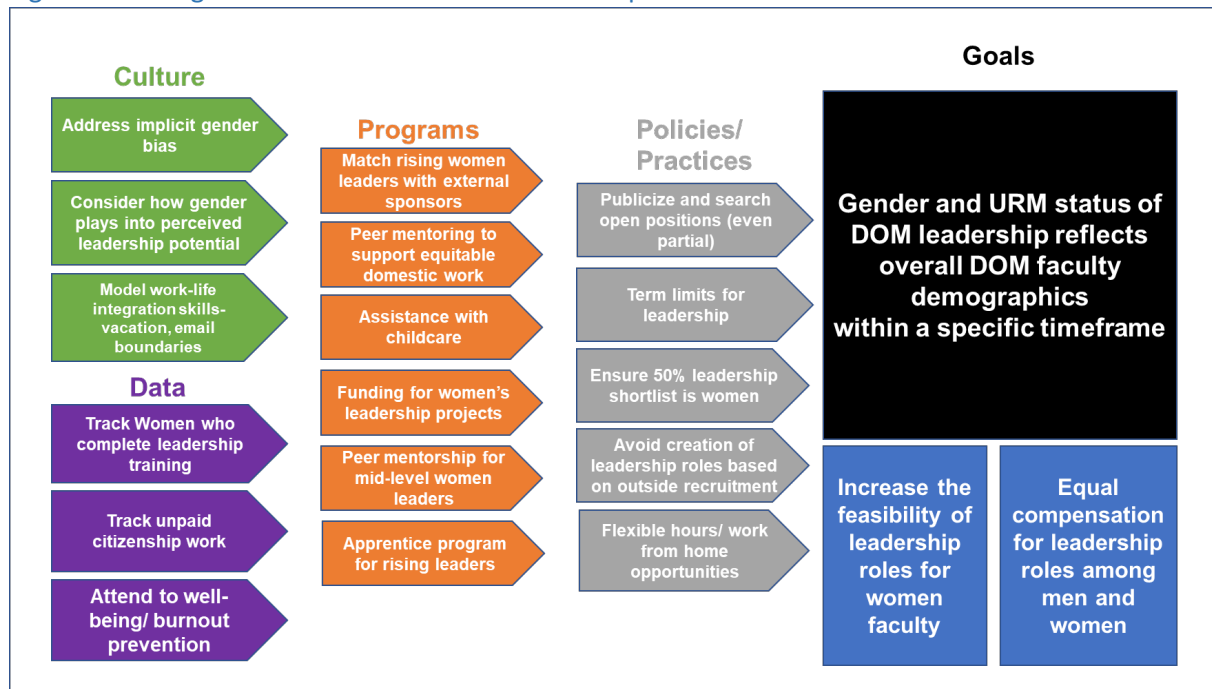 Culture
Address implicit gender
bias
Consider how gender
plays into perceived
leadership potential
Model work-life
integration skills-
vacation, email
boundaries
Data
Track Women who
complete leadership
training
Track unpaid
citizenship work
Attend to well-
being/ burnout
prevention
Programs
Match rising women
leaders with external
sponsors
Peer mentoring to
support equitable
domestic work
Assistance with
childcare
Funding for women’s
leadership projects
Peer mentorship for
mid-level women
leaders
Apprentice program
for rising leaders
Policies/
Practices
Publicize and search
open positions (even
partial)
Term limits for
leadership
Ensure 50% leadership
shortlist is women
Avoid creation of
leadership roles based
on outside recruitment
Flexible hours/ work
from home
opportunities
Goals
Gender and URM status of
DOM leadership reflects
overall DOM faculty
demographics
within a specific timeframe
Increase the
feasibility of
leadership
roles for
women
faculty
Equal
compensation
for leadership
roles among
men and
women